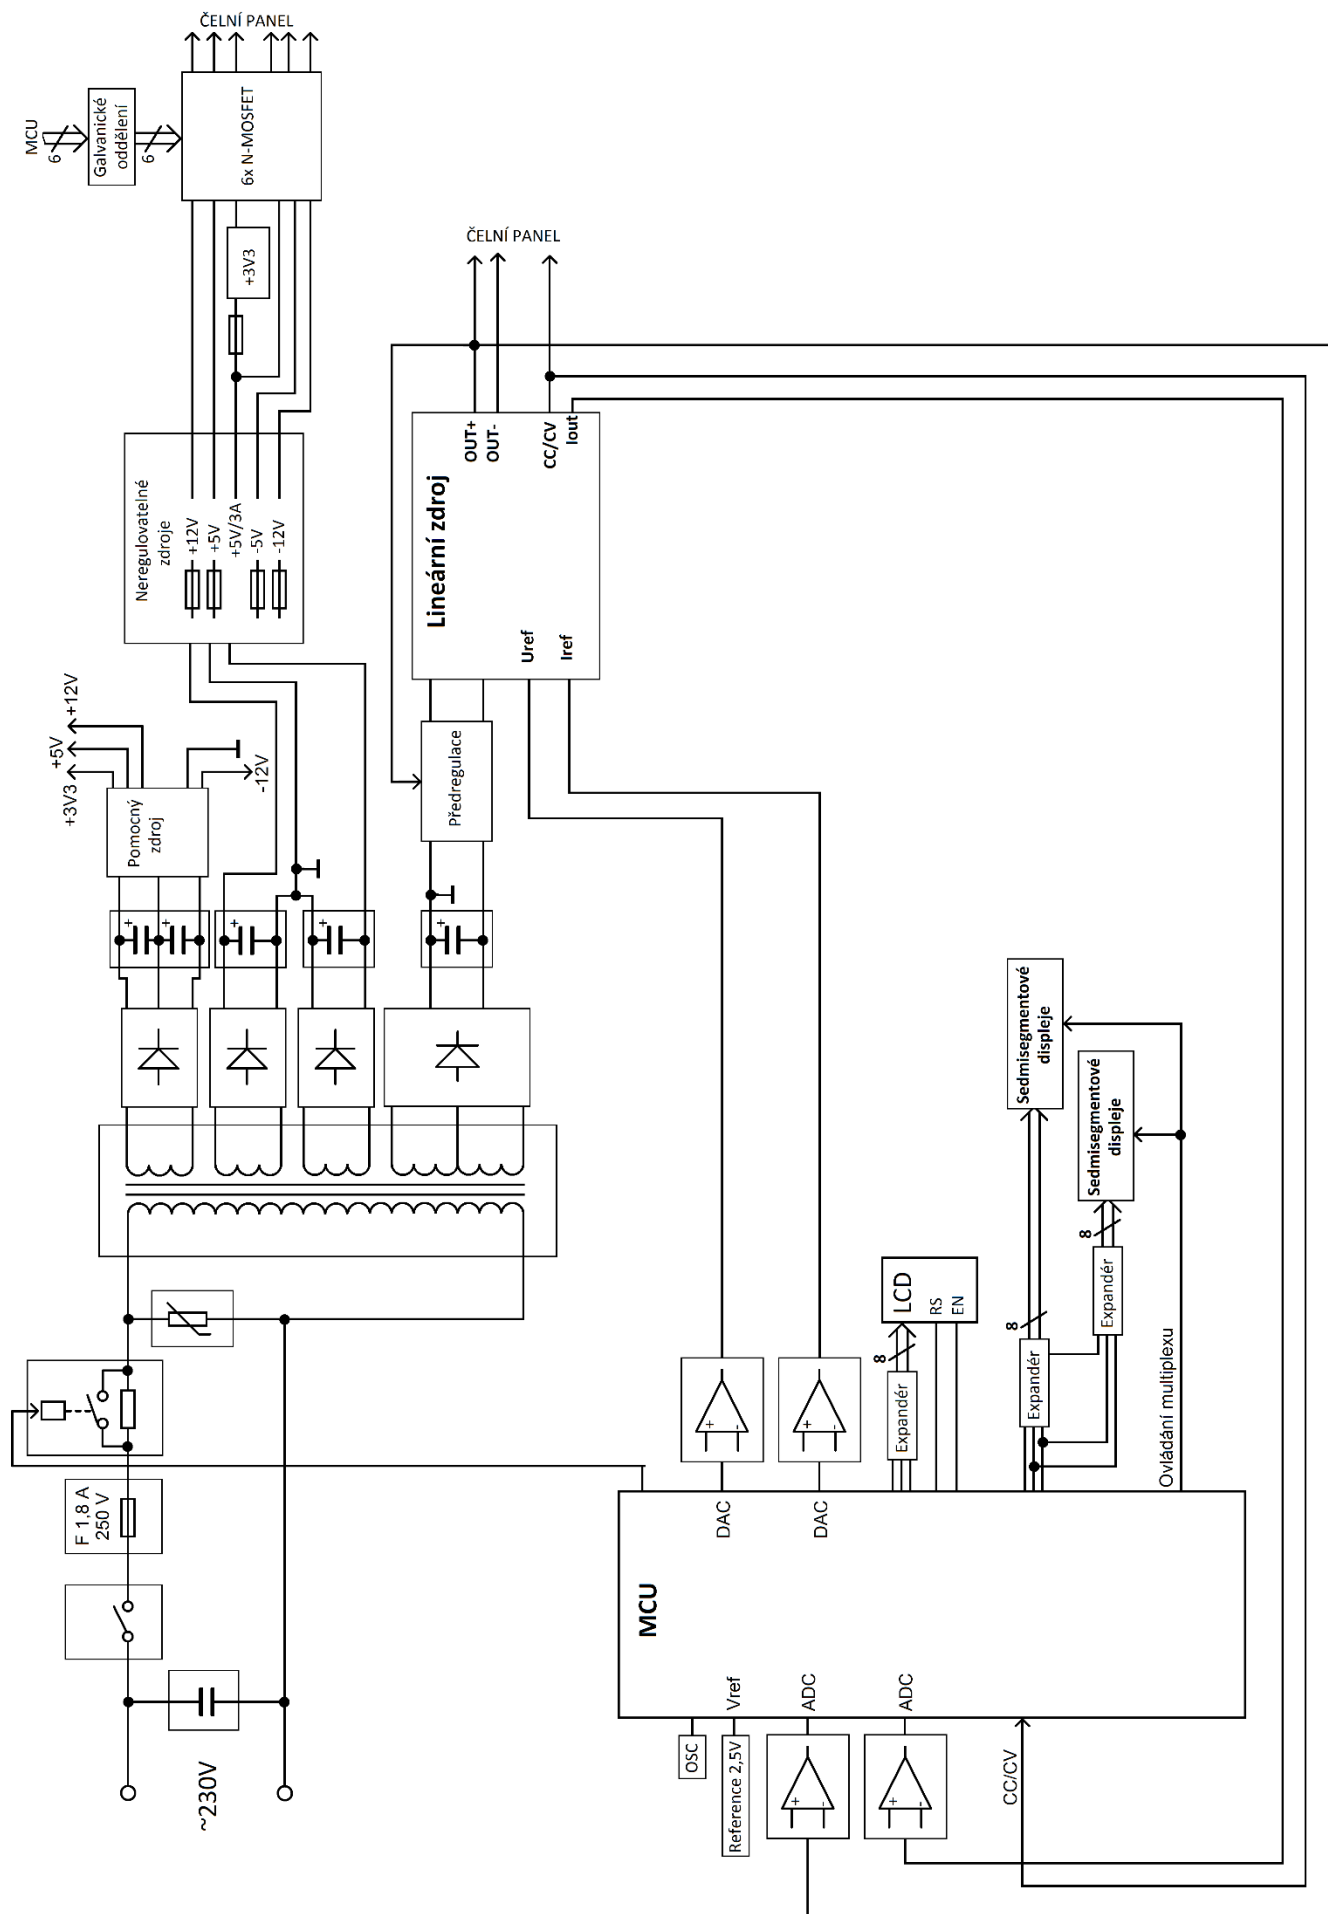 ČELNÍ PANEL
MCU
6
Galvanické
oddělení
6
6x N-MOSFET
+3V3
ČELNÍ PANEL
Neregulovatelné
zdroje
+12V
+5V
+5V/3A
-5V
-12V
OUT+
OUT-
CC/CV
Iout
Lineární zdroj
Uref
Iref
+3V3
+5V
+12V
-12V
Pomocný
zdroj
+
+
+
+
+
Předregulace
Sedmisegmentové
displeje
Sedmisegmentové
displeje
8
8
Expandér
Expandér
Ovládání multiplexu
LCD
RS
EN
8
Expandér
+
-
+
-
F 1,8 A
250 V
~230V
MCU
DAC
DAC
Vref
ADC
ADC
OSC
Reference 2,5V
+
-
+
-
CC/CV